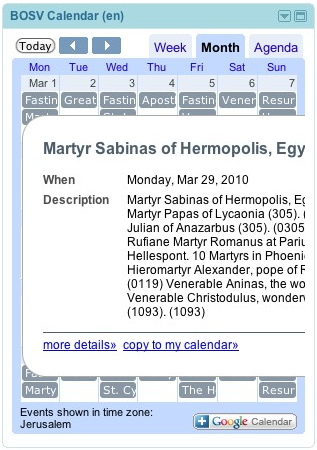 BOSV Calendar (en)
Today Week Month Agenda
Mon Tue Wed Thu Fri Sat Sun
Mar 1 2 3 4 5 6 7
Fastin Great Fastin Apost Fastin Vener Resur
Martyr Sabinas of Hermopolis, Egy
When Monday, Mar 29, 2010
Description Martyr Sabinas of Hermopolis, Eg
Martyr Papas of Lycaonia (305). (
Julian of Anazarbus (305). (0305
Rufiane Martyr Romanus at Pariu
Hellespont. 10 Martyrs in Phoenic
Hieromartyr Alexander, pope of R
(0119) Venerable Aninas, the wo
Venerable Christodulus, wonderw
(1093). (1093)
more details» copy to my calendar»
Martyr St. Cy The H Resur
Events shown in time zone:
Jerusalem
+ Google Calendar